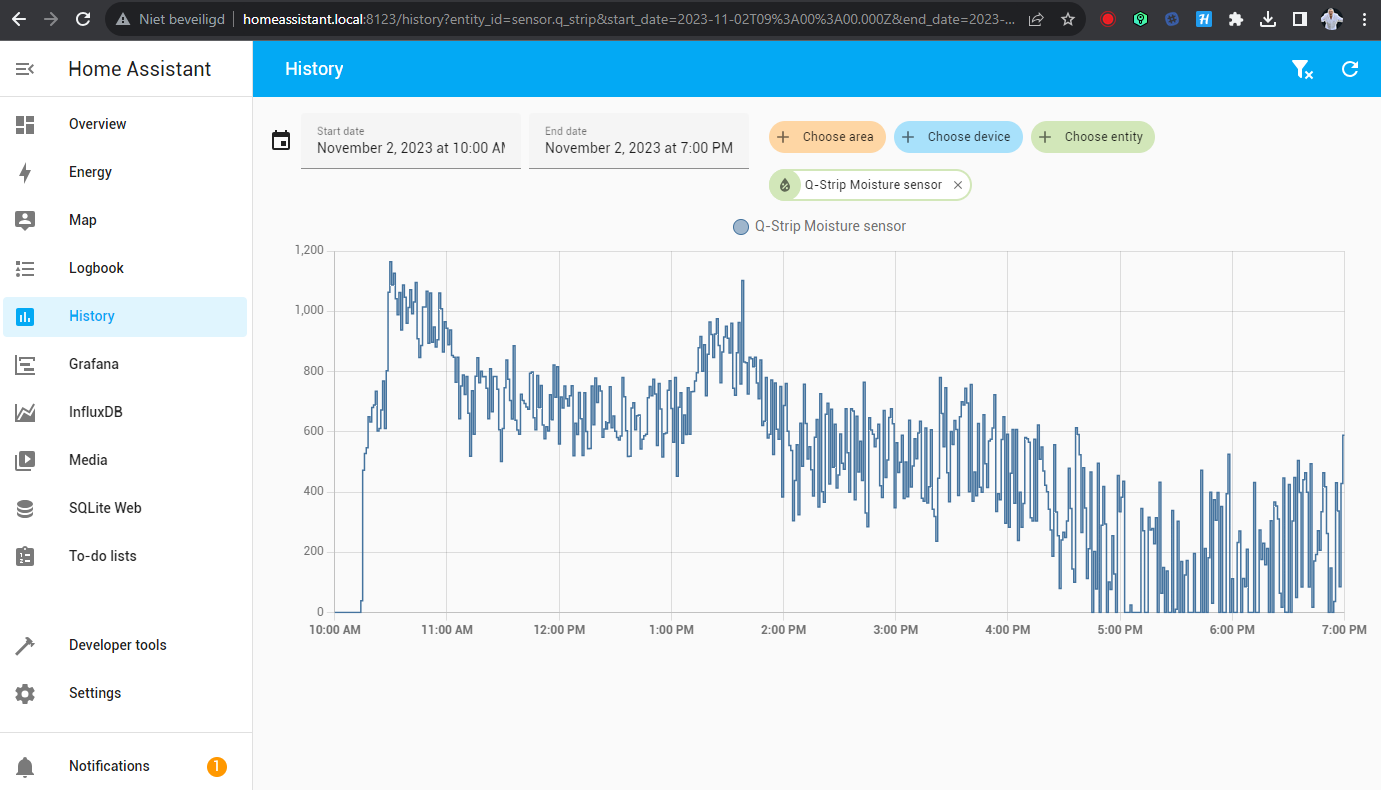 Niet beveiligd homeassistant.local:8123/history?entity_id=sensor.q_strip&start_date=2023-11-02T09%3A00%3A00.000Z&end_date=2023-...
Home Assistant
History
Overview
Energy
Map
Logbook
History
Grafana
InfluxDB
Media
SQLite Web
To-do lists
Developer tools
Settings
Notifications 1
Start date
November 2, 2023 at 10:00 AM
End date
November 2, 2023 at 7:00 PM
Choose area
Choose device
Choose entity
Q-Strip Moisture sensor
Q-Strip Moisture sensor
1,200
1,000
800
600
400
200
0
10:00 AM 11:00 AM 12:00 PM 1:00 PM 2:00 PM 3:00 PM 4:00 PM 5:00 PM 6:00 PM 7:00 PM